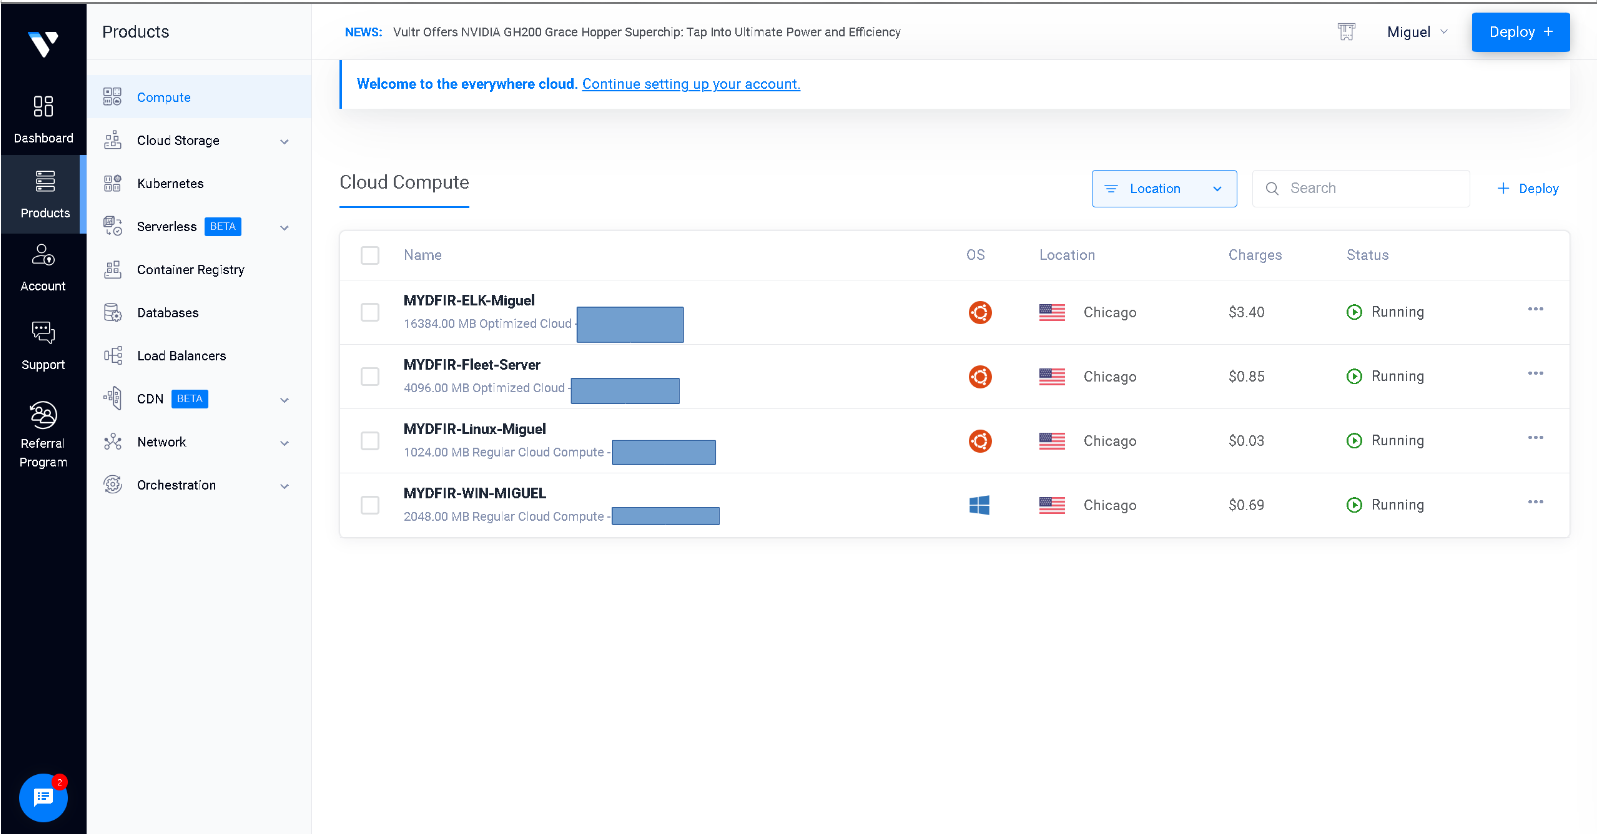 Products
NEWS: Vultr Offers NVIDIA GH200 Grace Hopper Superchip: Tap Into Ultimate Power and Efficiency
Miguel
Deploy +
Welcome to the everywhere cloud. Continue setting up your account.
Dashboard
Products
Account
Support
Referral
Program
2
Compute
Cloud Storage
Kubernetes
Serverless BETA
Container Registry
Databases
Load Balancers
CDN BETA
Network
Orchestration
Cloud Compute
Location
Search
+ Deploy
Name OS Location Charges Status
MYDFIR-ELK-Miguel
16384.00 MB Optimized Cloud -
Chicago $3.40 Running
MYDFIR-Fleet-Server
4096.00 MB Optimized Cloud -
Chicago $0.85 Running
MYDFIR-Linux-Miguel
1024.00 MB Regular Cloud Compute -
Chicago $0.03 Running
MYDFIR-WIN-MIGUEL
2048.00 MB Regular Cloud Compute -
Chicago $0.69 Running